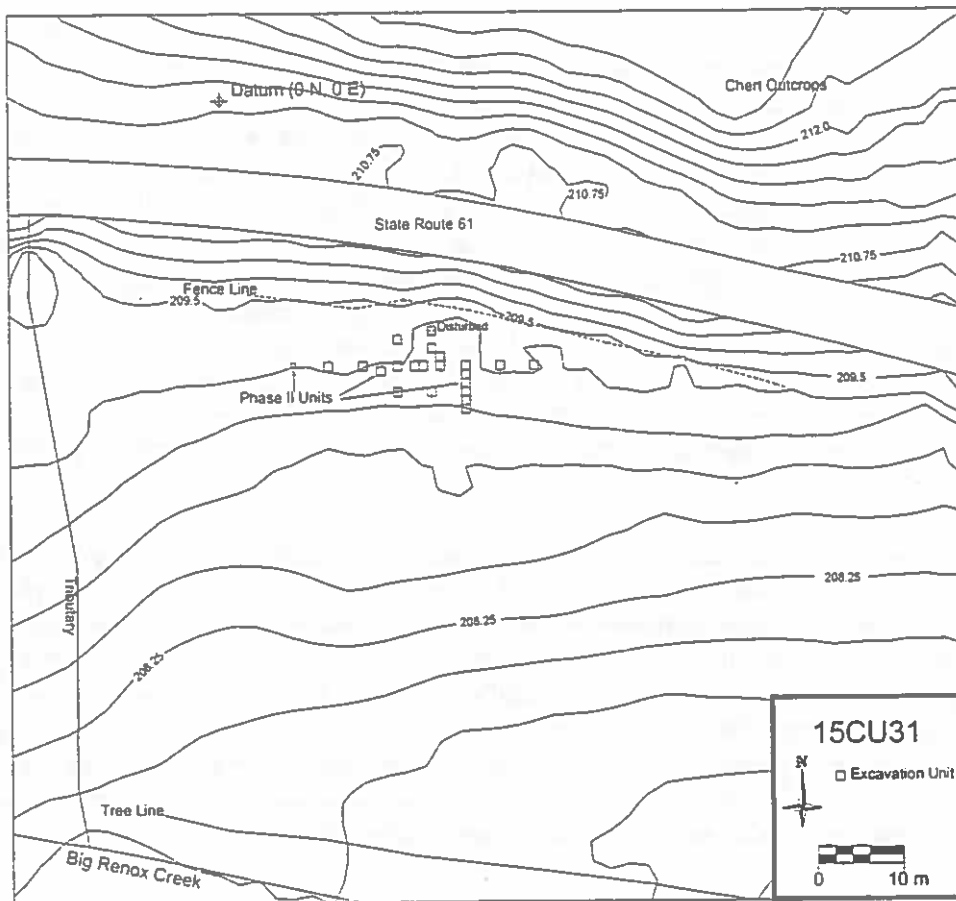 Datum (0 N, 0 E)
Chert Outcrops
212.0
210.75
210.75
State Route 61
210.75
Fence Line
209.5
209.5
Disturbed
209.5
Phase II Units
Tributary
208.25
208.25
208.25
15CU31
N
Excavation Unit
Tree Line
Big Renox Creek
0 10 m